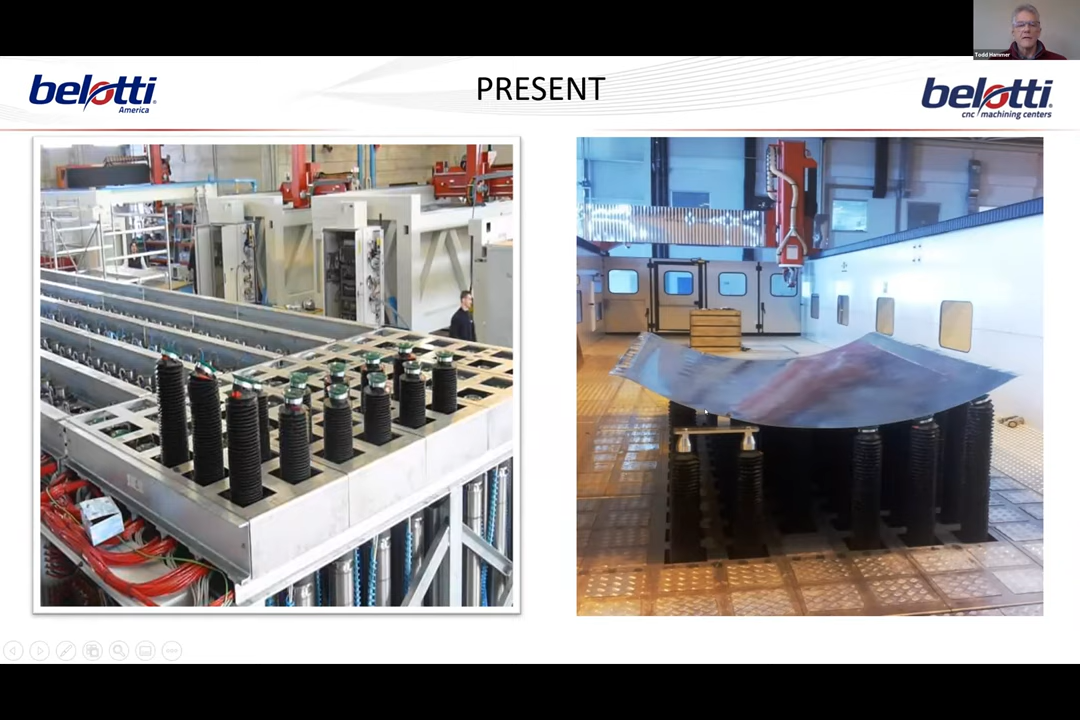 Todd Hammer
belotti
America
PRESENT
belotti
cnc machining centers